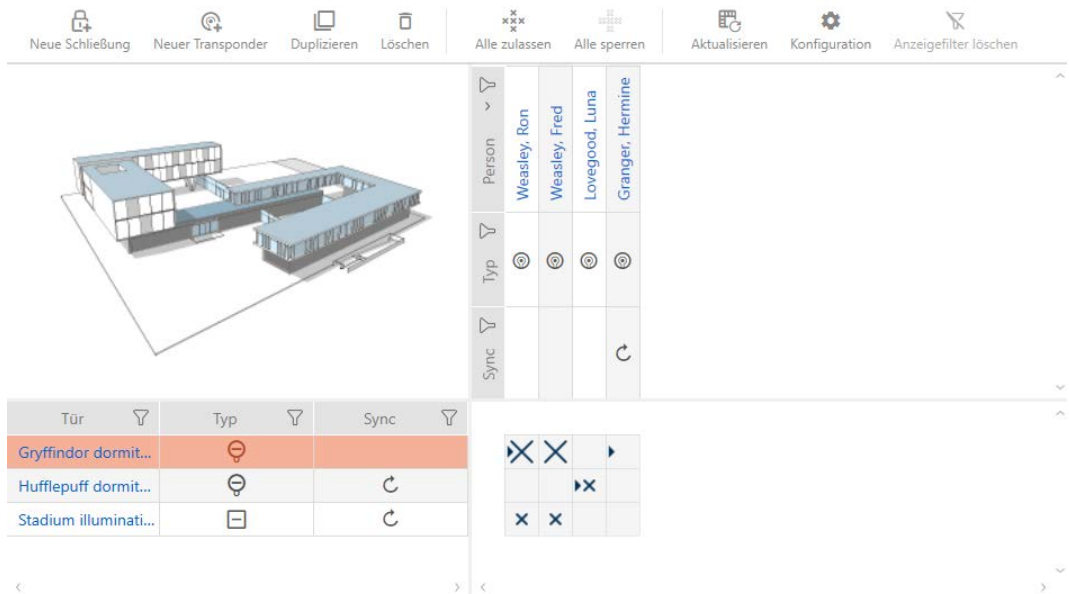 Neue Schließung Neuer Transponder Duplizieren Löschen Alle zulassen Alle sperren Aktualisieren Konfiguration Anzeigefilter löschen
Person Weasley, Ron Weasley, Fred Lovegood, Luna Granger, Hermine
Typ
Sync
Tür Typ Sync
Gryffindor dormit...
Hufflepuff dormit...
Stadium illuminati...